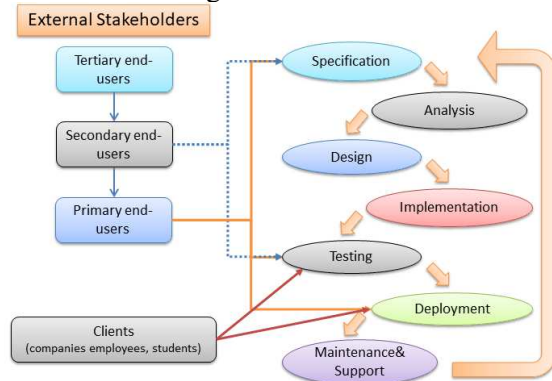 External Stakeholders
Tertiary end-
users
Secondary end-
users
Primary end-
users
Clients
(companies employees, students)
Specification
Analysis
Design
Implementation
Testing
Deployment
Maintenance&
Support